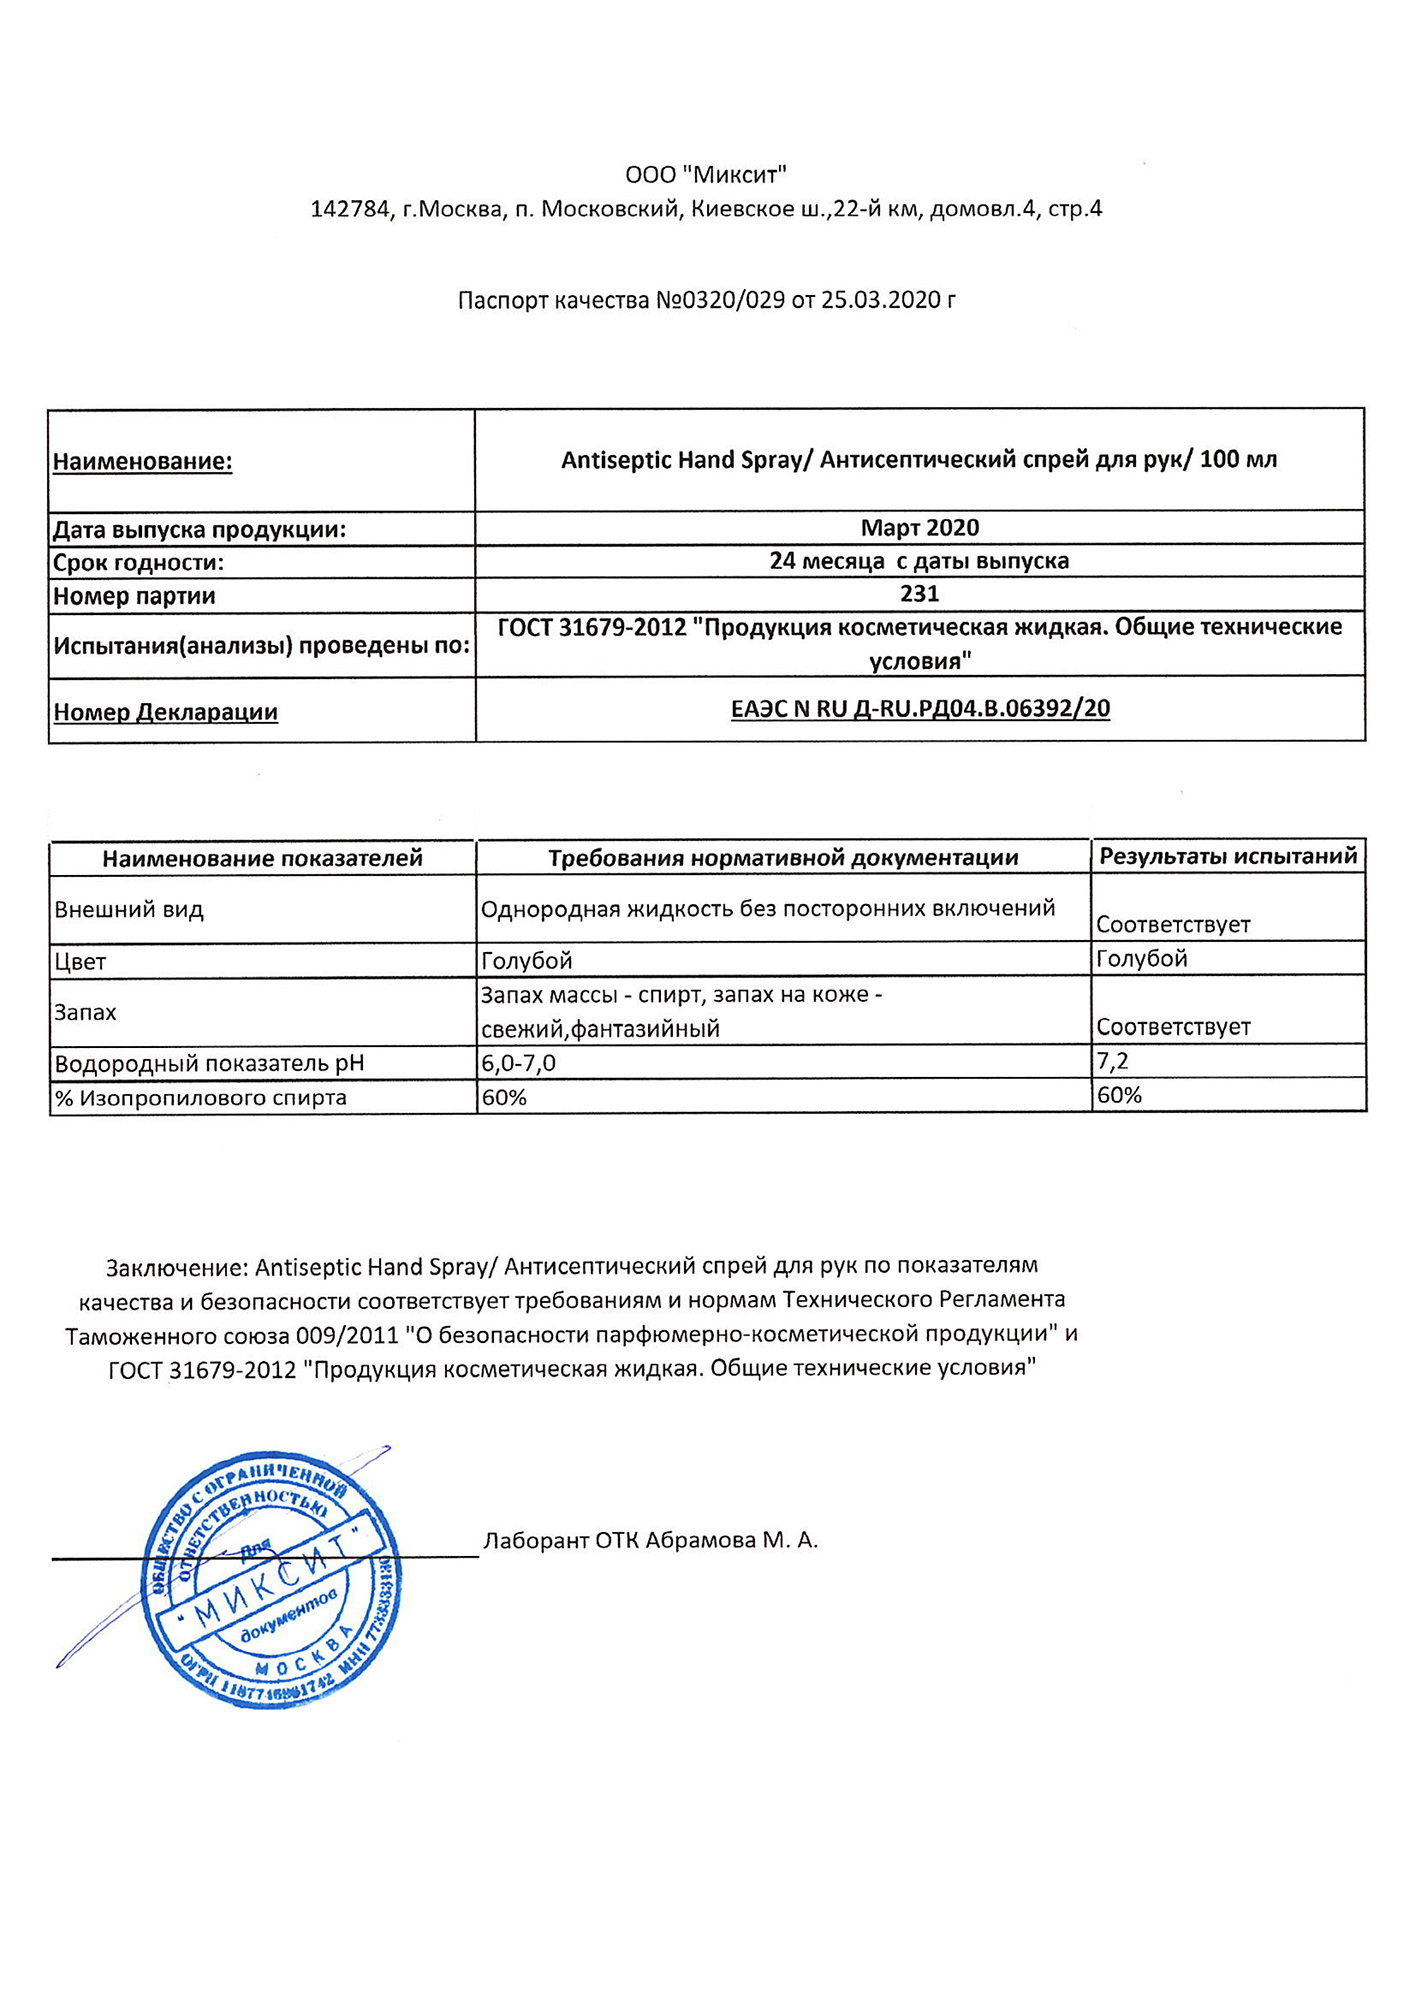 ООО "Миксит"
142784, г.Москва, п. Московский, Киевское ш.,22-й км, домовл.4, стр.4
Паспорт качества №0320/029 от 25.03.2020 г
Наименование: Antiseptic Hand Spray/ Антисептический спрей для рук/ 100 мл
Дата выпуска продукции: Март 2020
Срок годности: 24 месяца с даты выпуска
Номер партии 231
Испытания(анализы) проведены по: ГОСТ 31679-2012 "Продукция косметическая жидкая. Общие технические
условия"
Номер Декларации ЕАЭС N RU Д-RU.РД04.В.06392/20
Наименование показателей Требования нормативной документации Результаты испытаний
Внешний вид Однородная жидкость без посторонних включений Соответствует
Цвет Голубой Голубой
Запах Запах массы - спирт, запах на коже -
свежий,фантазийный Соответствует
Водородный показатель pH 6,0-7,0 7,2
% Изопропилового спирта 60% 60%
Заключение: Antiseptic Hand Spray/ Антисептический спрей для рук по показателям
качества и безопасности соответствует требованиям и нормам Технического Регламента
Таможенного союза 009/2011 "О безопасности парфюмерно-косметической продукции" и
ГОСТ 31679-2012 "Продукция косметическая жидкая. Общие технические условия"
Лаборант ОТК Абрамова М. А.
ОБЩЕСТВО С ОГРАНИЧЕННОЙ
ОТВЕТСТВЕННОСТЬЮ
Для
"МИКСИТ"
документов
МОСКВА
ОГРН ИНН